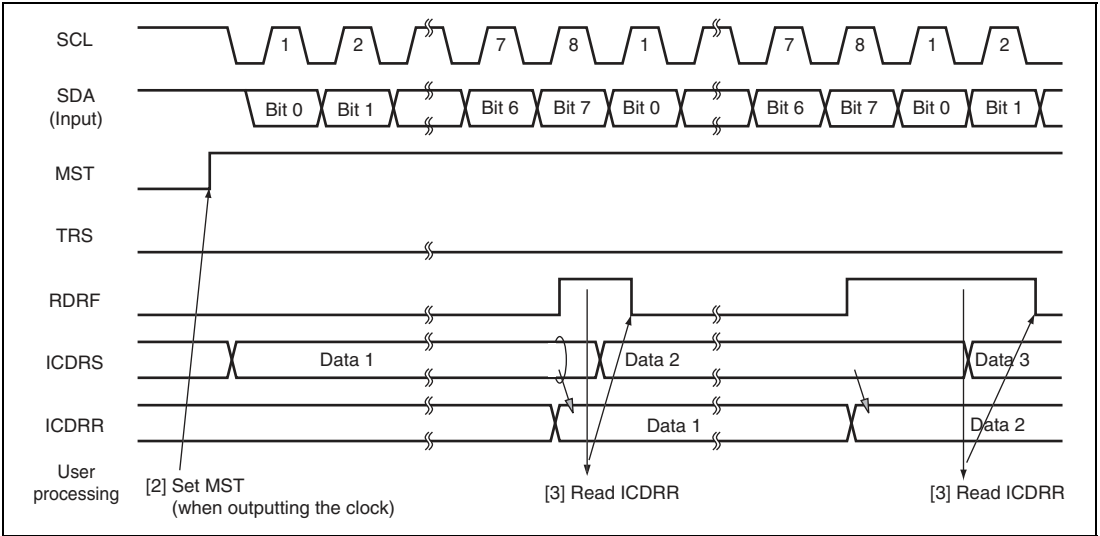 SCL 1 2 7 8 1 7 8 1 2
SDA
(Input)
Bit 0 Bit 1 Bit 6 Bit 7 Bit 0 Bit 6 Bit 7 Bit 0 Bit 1
MST
TRS
RDRF
ICDRS Data 1 Data 2 Data 3
ICDRR Data 1 Data 2
User
processing
[2] Set MST
(when outputting the clock)
[3] Read ICDRR
[3] Read ICDRR